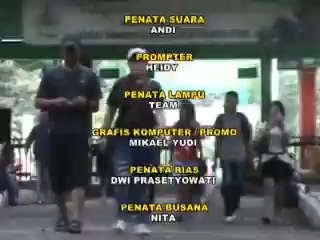 PENATA SUARA
ANDI
PROMPTER
HEIDY
PENATA LAMPU
TEAM
GRAFIS KOMPUTER / PROMO
MIKAEL YUDI
PENATA RIAS
DWI PRASETYOWATI
PENATA BUSANA
NITA